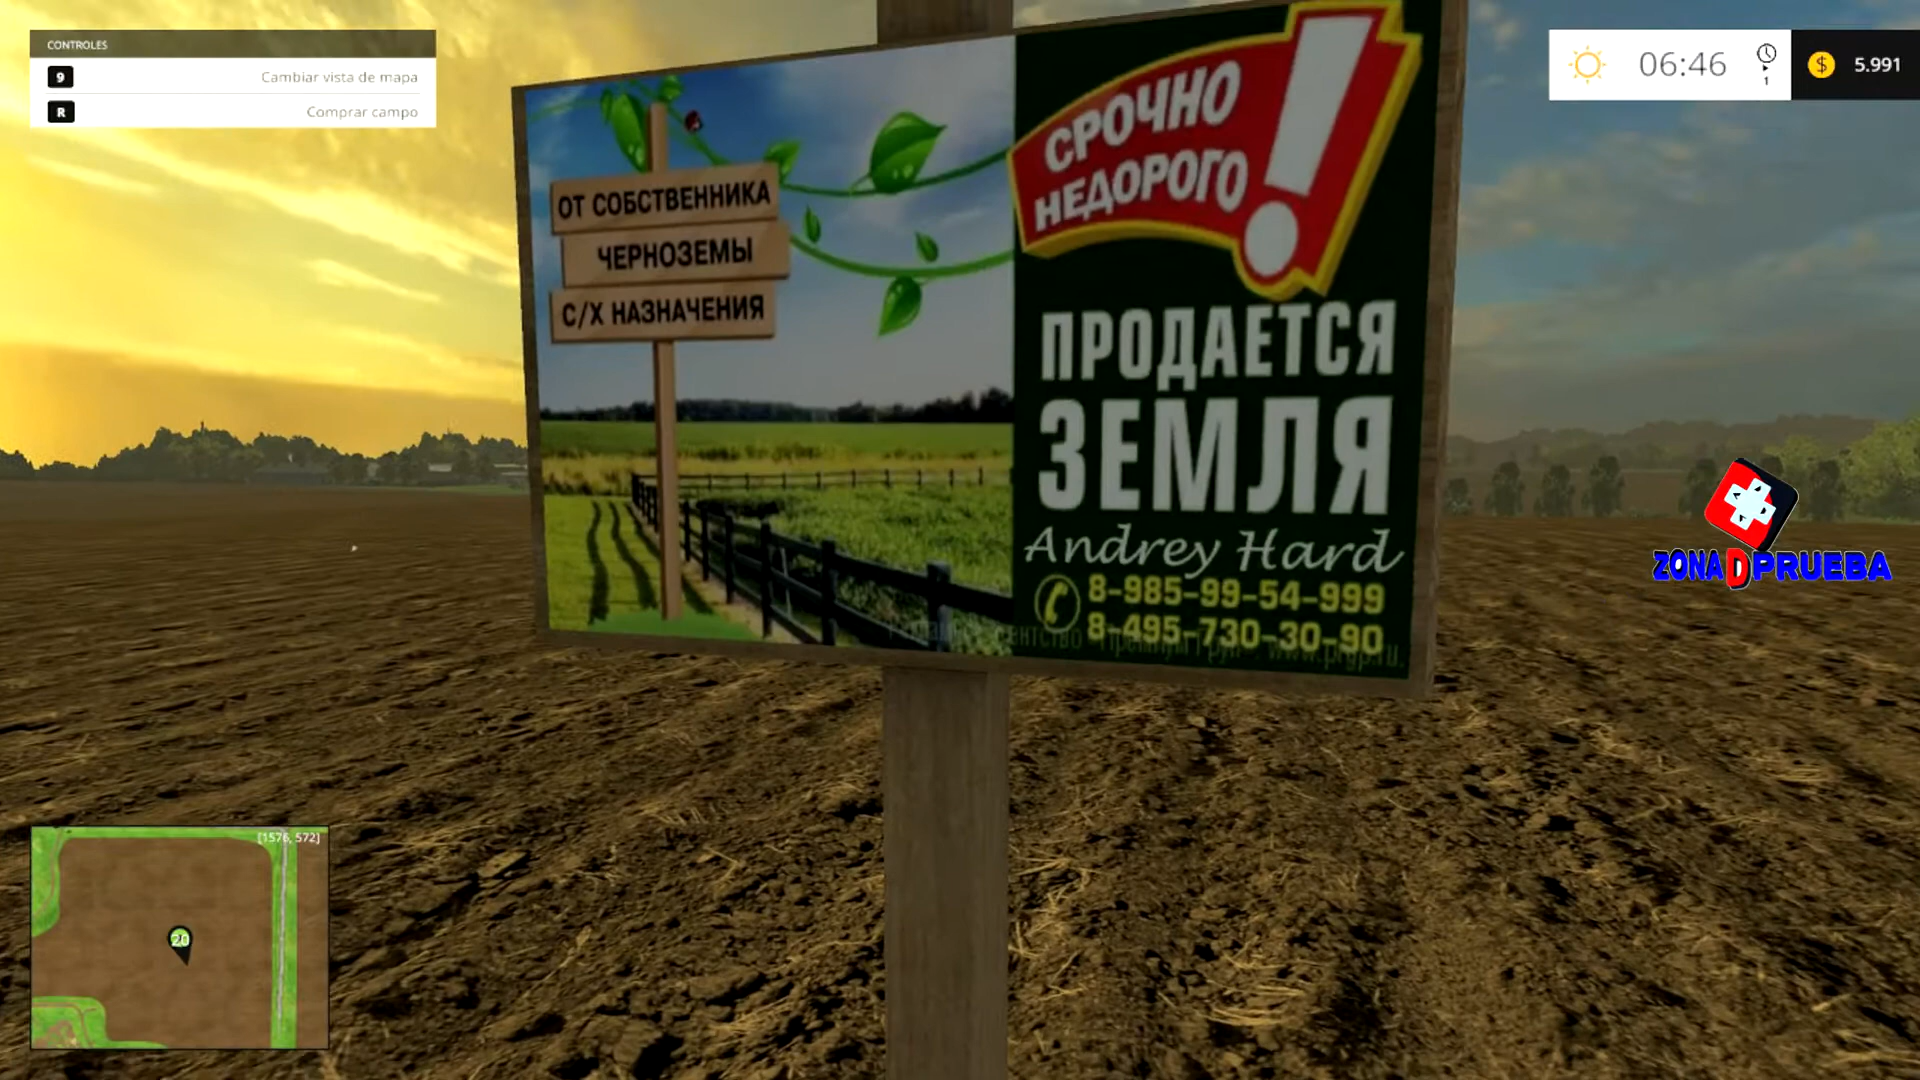 CONTROLES
9 Cambiar vista de mapa
R Comprar campo
06:46
1
$ 5.991
ОТ СОБСТВЕННИКА
ЧЕРНОЗЕМЫ
С/Х НАЗНАЧЕНИЯ
СРОЧНО
НЕДОРОГО!
ПРОДАЕТСЯ
ЗЕМЛЯ
Andrey Hard
8-985-99-54-999
8-495-730-30-90
ZONA D PRUEBA
[1576, 572]
20